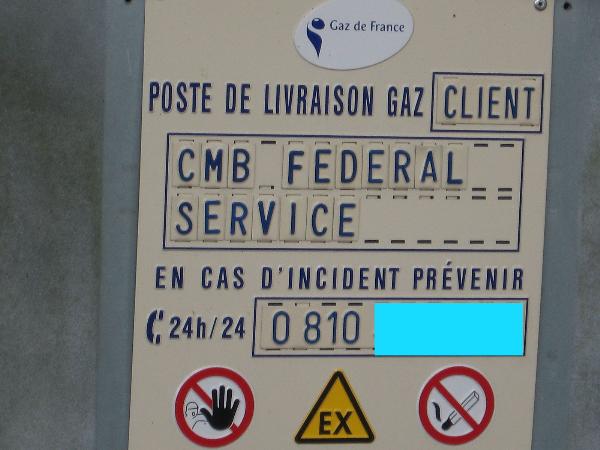 Gaz de France
POSTE DE LIVRAISON GAZ CLIENT
CMB FEDERAL
SERVICE
EN CAS D'INCIDENT PRÉVENIR
24h/24 0 810
EX